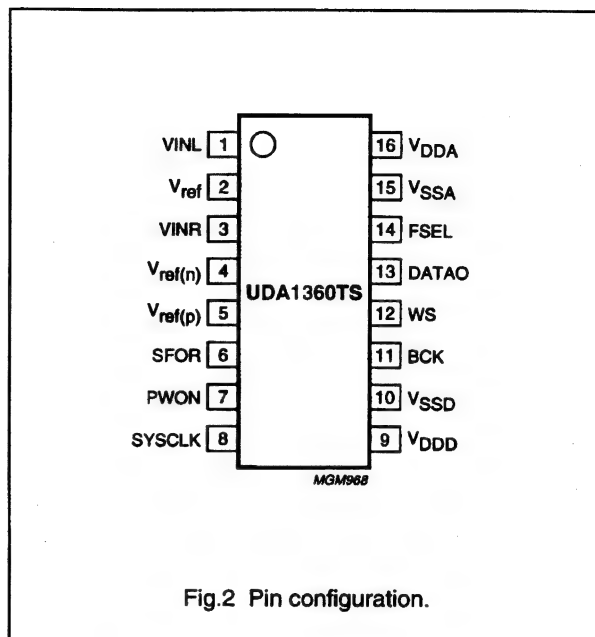 VINL 1 16 VDDA
Vref 2 15 VSSA
VINR 3 14 FSEL
Vref(n) 4 13 DATAO
UDA1360TS
Vref(p) 5 12 WS
SFOR 6 11 BCK
PWON 7 10 VSSD
SYSCLK 8 9 VDDD
MGM968
Fig.2 Pin configuration.